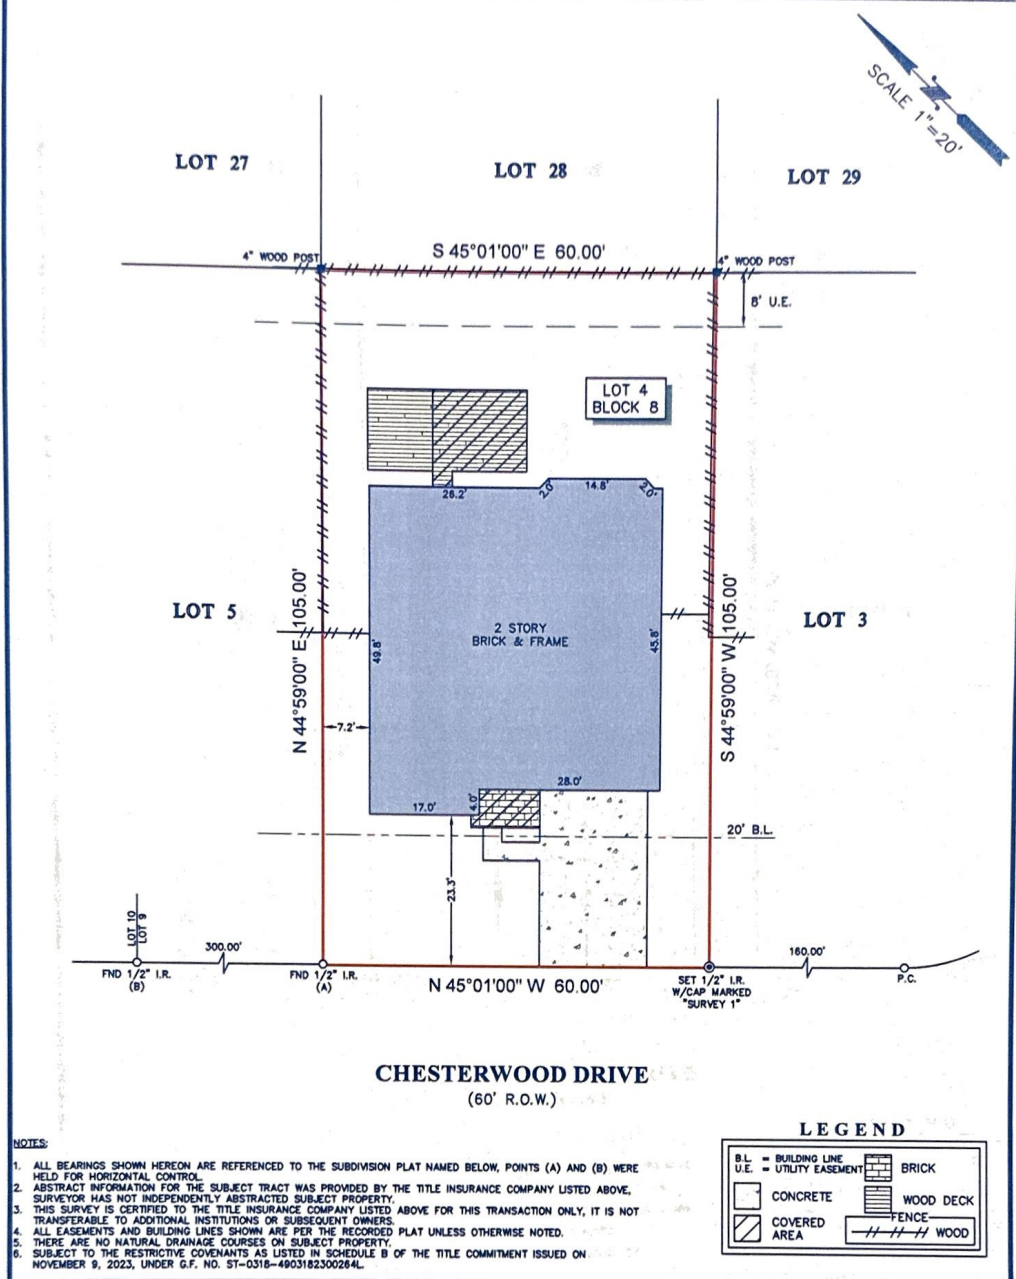 SCALE 1"=20'
LOT 27
LOT 28
LOT 29
S 45°01'00" E 60.00'
4" WOOD POST
4" WOOD POST
8' U.E.
LOT 4
BLOCK 8
26.2'
2.0'
14.8'
2.0'
LOT 5
N 44°59'00" E 105.00'
2 STORY
BRICK & FRAME
49.8'
45.8'
S 44°59'00" W 105.00'
LOT 3
7.2'
28.0'
17.0'
4.0'
20' B.L.
23.3'
LOT 10
LOT 9
300.00'
160.00'
FND 1/2" I.R.
(B)
FND 1/2" I.R.
(A)
N 45°01'00" W 60.00'
SET 1/2" I.R.
W/CAP MARKED
"SURVEY 1"
P.C.
CHESTERWOOD DRIVE
(60' R.O.W.)
NOTES:
1. ALL BEARINGS SHOWN HEREON ARE REFERENCED TO THE SUBDIVISION PLAT NAMED BELOW, POINTS (A) AND (B) WERE
HELD FOR HORIZONTAL CONTROL.
2. ABSTRACT INFORMATION FOR THE SUBJECT TRACT WAS PROVIDED BY THE TITLE INSURANCE COMPANY LISTED ABOVE,
SURVEYOR HAS NOT INDEPENDENTLY ABSTRACTED SUBJECT PROPERTY.
3. THIS SURVEY IS CERTIFIED TO THE TITLE INSURANCE COMPANY LISTED ABOVE FOR THIS TRANSACTION ONLY, IT IS NOT
TRANSFERABLE TO ADDITIONAL INSTITUTIONS OR SUBSEQUENT OWNERS.
4. ALL EASEMENTS AND BUILDING LINES SHOWN ARE PER THE RECORDED PLAT UNLESS OTHERWISE NOTED.
5. THERE ARE NO NATURAL DRAINAGE COURSES ON SUBJECT PROPERTY.
6. SUBJECT TO THE RESTRICTIVE COVENANTS AS LISTED IN SCHEDULE B OF THE TITLE COMMITMENT ISSUED ON
NOVEMBER 9, 2023, UNDER G.F. NO. ST-0318-4903182300264L.
LEGEND
B.L = BUILDING LINE
U.E. = UTILITY EASEMENT
BRICK
CONCRETE
WOOD DECK
COVERED
AREA
FENCE
WOOD